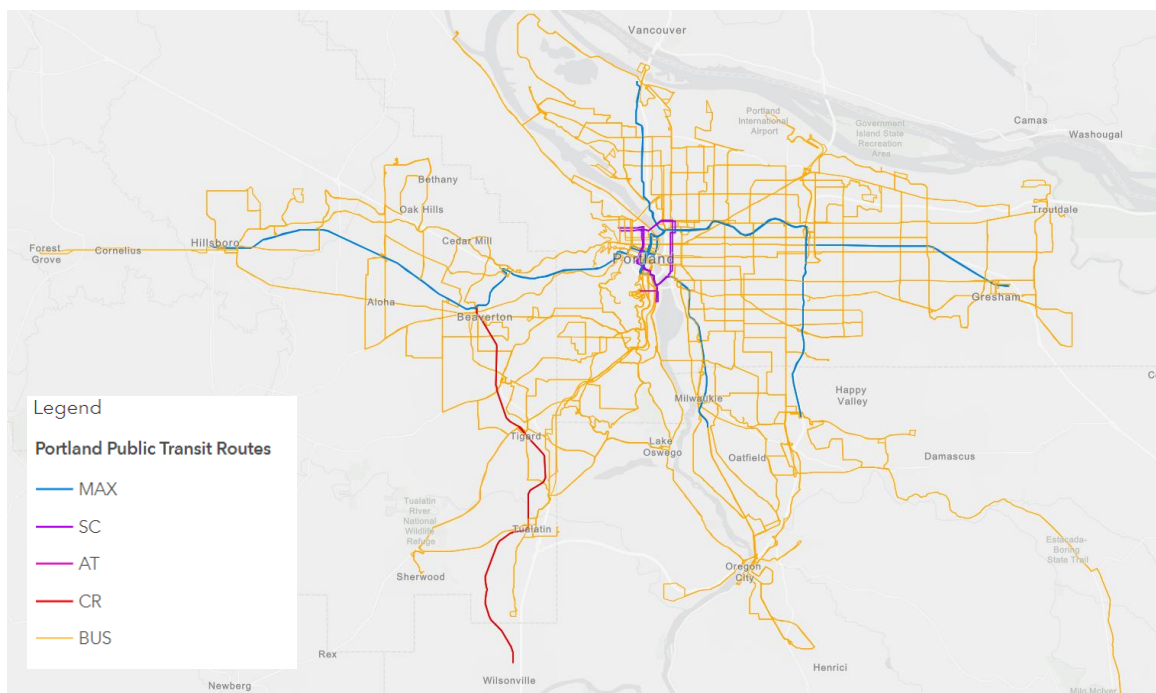 Vancouver
Portland
International
Airport
Government
Island State
Recreation
Area
Camas
Washougal
Bethany
Oak Hills
Troutdale
Forest
Grove
Cornelius
Hillsboro
Cedar Mill
Portland
Aloha
Beaverton
Gresham
Happy
Valley
Milwaukie
Legend
Portland Public Transit Routes
MAX
SC
AT
CR
BUS
Tigard
Lake
Oswego
Oatfield
Damascus
Tualatin
River
National
Wildlife
Refuge
Tualatin
Estacada-
Boring
State Trail
Sherwood
Oregon
City
Rex
Henrici
Wilsonville
Newberg
Milo McIver